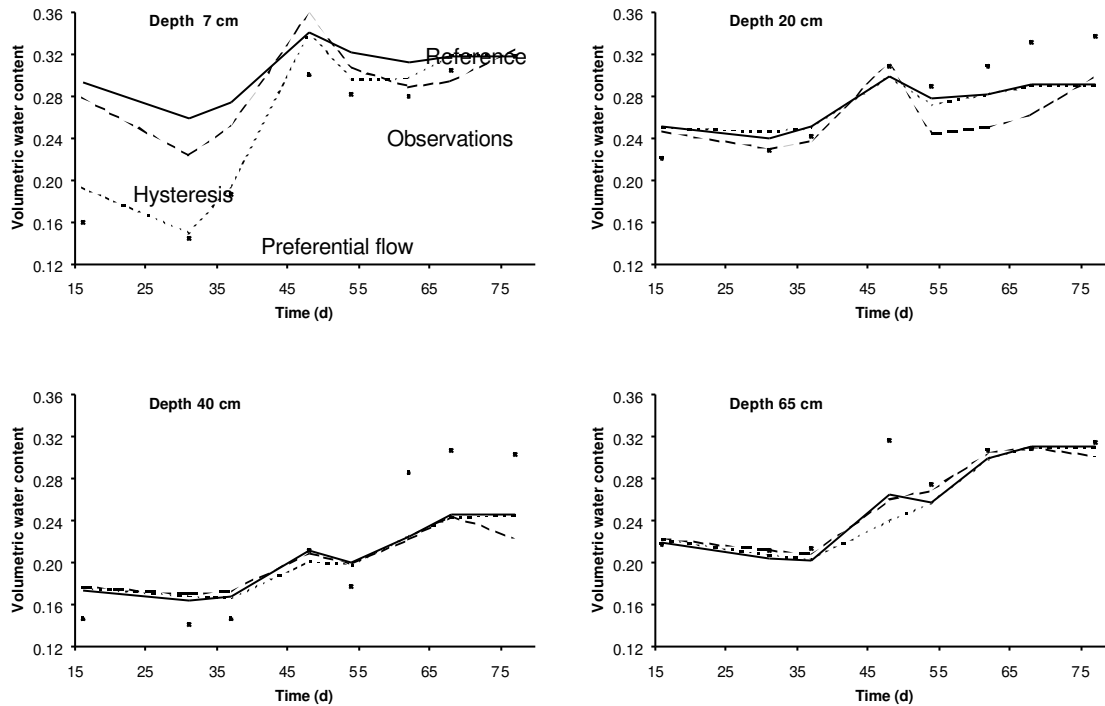 Depth 7 cm
0.36
0.32
0.28
0.24
0.20
0.16
0.12
Volumetric water content
Reference
Observations
Hysteresis
Preferential flow
15 25 35 45 55 65 75
Time (d)
Depth 20 cm
0.36
0.32
0.28
0.24
0.20
0.16
0.12
Volumetric water content
15 25 35 45 55 65 75
Time (d)
Depth 40 cm
0.36
0.32
0.28
0.24
0.20
0.16
0.12
Volumetric water content
15 25 35 45 55 65 75
Time (d)
Depth 65 cm
0.36
0.32
0.28
0.24
0.20
0.16
0.12
Volumetric water content
15 25 35 45 55 65 75
Time (d)